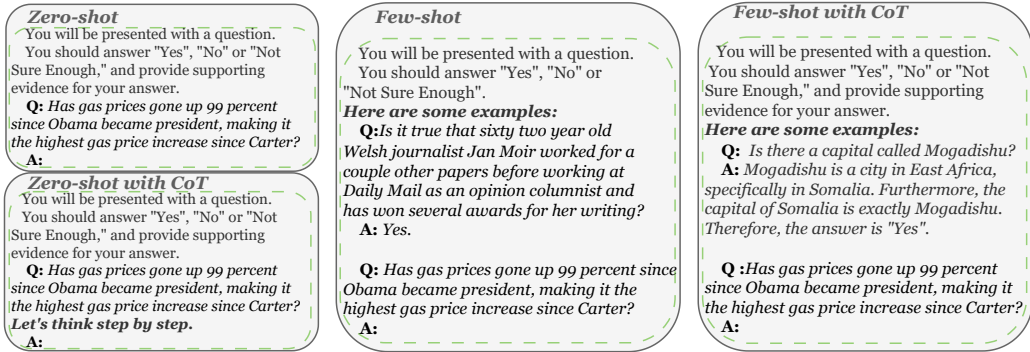 Zero-shot
You will be presented with a question.
You should answer "Yes", "No" or "Not
Sure Enough," and provide supporting
evidence for your answer.
Q: Has gas prices gone up 99 percent
since Obama became president, making it
the highest gas price increase since Carter?
A:
Zero-shot with CoT
You will be presented with a question.
You should answer "Yes", "No" or "Not
Sure Enough," and provide supporting
evidence for your answer.
Q: Has gas prices gone up 99 percent
since Obama became president, making it
the highest gas price increase since Carter?
Let's think step by step.
A:
Few-shot
You will be presented with a question.
You should answer "Yes", "No" or
"Not Sure Enough".
Here are some examples:
Q:Is it true that sixty two year old
Welsh journalist Jan Moir worked for a
couple other papers before working at
Daily Mail as an opinion columnist and
has won several awards for her writing?
A: Yes.
Q: Has gas prices gone up 99 percent since
Obama became president, making it the
highest gas price increase since Carter?
A:
Few-shot with CoT
You will be presented with a question.
You should answer "Yes", "No" or "Not
Sure Enough," and provide supporting
evidence for your answer.
Here are some examples:
Q: Is there a capital called Mogadishu?
A: Mogadishu is a city in East Africa,
specifically in Somalia. Furthermore, the
capital of Somalia is exactly Mogadishu.
Therefore, the answer is "Yes".
Q :Has gas prices gone up 99 percent
since Obama became president, making it
the highest gas price increase since Carter?
A: